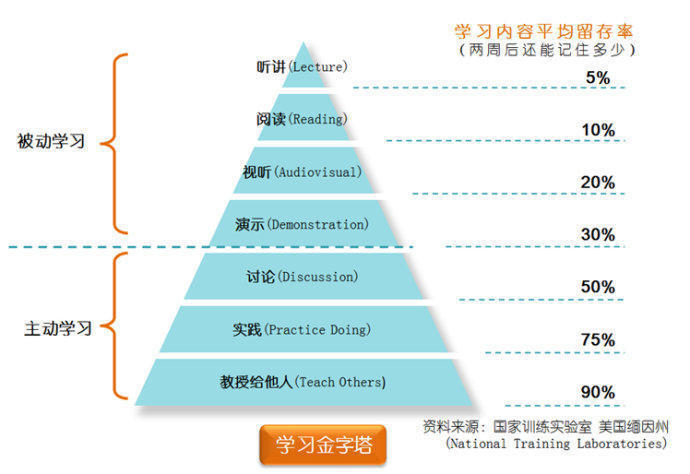 学习内容平均留存率
(两周后还能记住多少)
听讲(Lecture)
5%
阅读(Reading)
10%
被动学习
视听(Audiovisual)
20%
演示(Demonstration)
30%
讨论(Discussion)
50%
主动学习
实践(Practice Doing)
75%
教授给他人(Teach Others)
90%
资料来源：国家训练实验室 美国缅因州
(National Training Laboratories)
学习金字塔